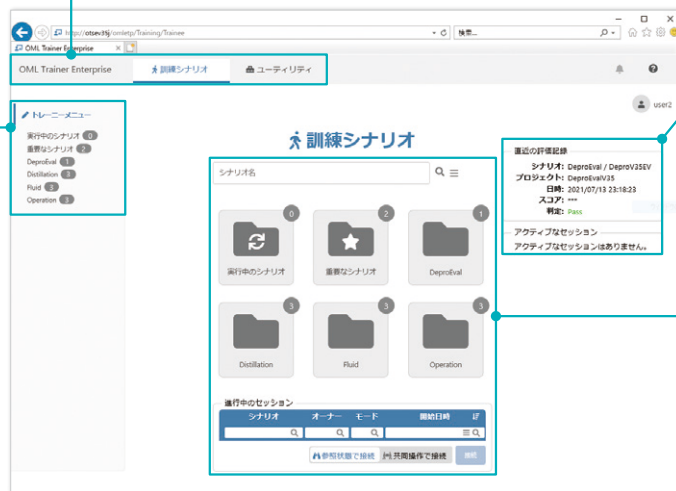 http://otsev35j/omletp/Training/Trainee
検索...
OML Trainer Enterprise
OML Trainer Enterprise
訓練シナリオ
ユーティリティ
user2
トレーニーメニュー
実行中のシナリオ 0
重要なシナリオ 2
DeproEval 1
Distillation 3
Fluid 3
Operation 3
訓練シナリオ
シナリオ名
0
実行中のシナリオ
2
重要なシナリオ
1
DeproEval
3
Distillation
3
Fluid
3
Operation
進行中のセッション
シナリオ オーナー モード 開始日時
参照状態で接続
共同操作で接続
接続
直近の評価記録
シナリオ: DeproEval / DeproV35EV
プロジェクト: DeproEvalV35
日時: 2021/07/13 23:18:23
スコア: ***
判定: Pass
アクティブなセッション
アクティブなセッションはありません。